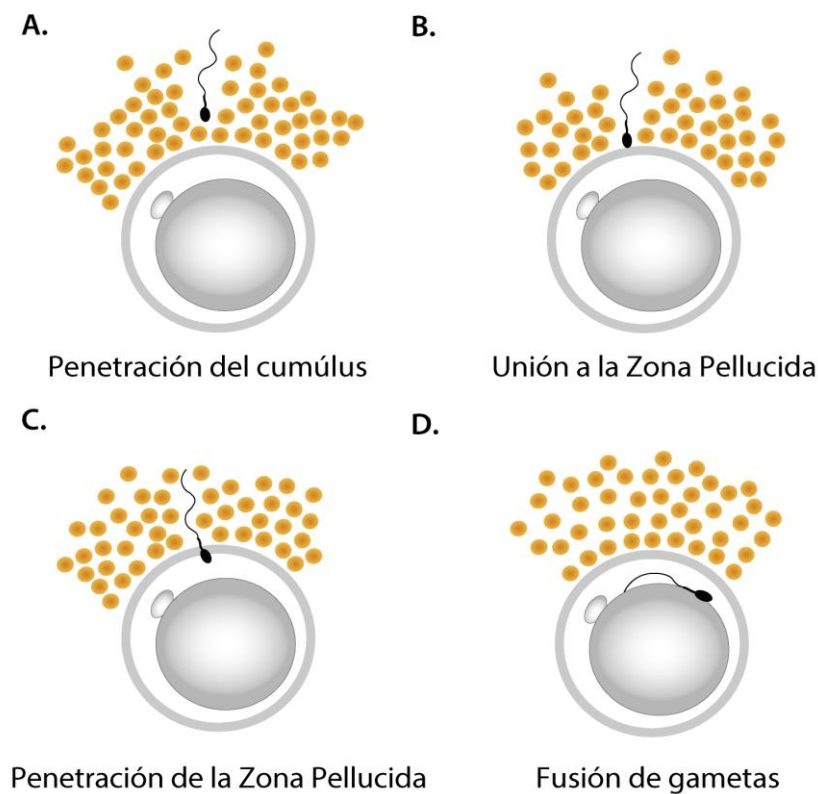 A.
B.
Penetración del cumúlus
Unión a la Zona Pellucida
C.
D.
Penetración de la Zona Pellucida
Fusión de gametas